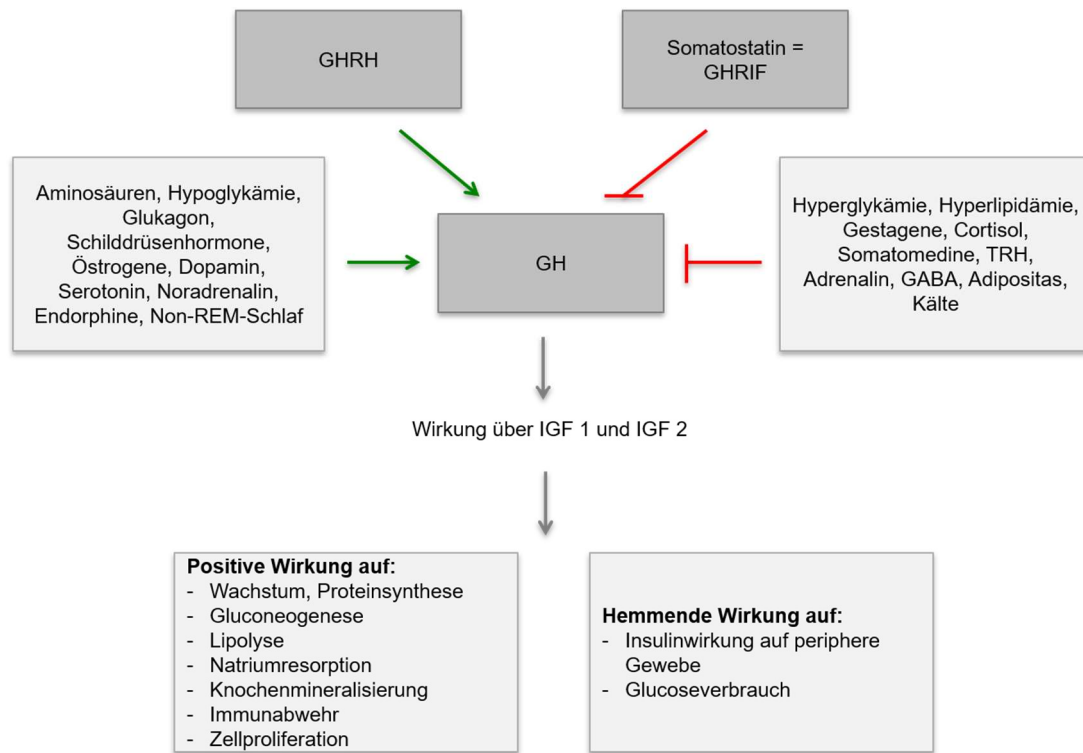 GHRH
Somatostatin =
GHRIF
Aminosäuren, Hypoglykämie,
Glukagon,
Schilddrüsenhormone,
Östrogene, Dopamin,
Serotonin, Noradrenalin,
Endorphine, Non-REM-Schlaf
GH
Hyperglykämie, Hyperlipidämie,
Gestagene, Cortisol,
Somatomedine, TRH,
Adrenalin, GABA, Adipositas,
Kälte
Wirkung über IGF 1 und IGF 2
Positive Wirkung auf:
- Wachstum, Proteinsynthese
- Gluconeogenese
- Lipolyse
- Natriumresorption
- Knochenmineralisierung
- Immunabwehr
- Zellproliferation
Hemmende Wirkung auf:
- Insulinwirkung auf periphere
Gewebe
- Glucoseverbrauch